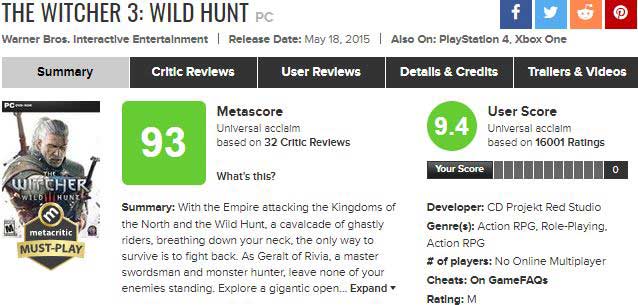 THE WITCHER 3: WILD HUNT PC
Warner Bros. Interactive Entertainment | Release Date: May 18, 2015 | Also On: PlayStation 4, Xbox One
Summary Critic Reviews User Reviews Details & Credits Trailers & Videos
PC DVD-ROM
THE
WITCHER
WILD HUNT
M
metacritic
MUST-PLAY
93
Metascore
Universal acclaim
based on 32 Critic Reviews
What's this?
9.4
User Score
Universal acclaim
based on 16001 Ratings
Your Score 0
Summary: With the Empire attacking the Kingdoms of
the North and the Wild Hunt, a cavalcade of ghastly
riders, breathing down your neck, the only way to
survive is to fight back. As Geralt of Rivia, a master
swordsman and monster hunter, leave none of your
enemies standing. Explore a gigantic open... Expand
Developer: CD Projekt Red Studio
Genre(s): Action RPG, Role-Playing,
Action RPG
# of players: No Online Multiplayer
Cheats: On GameFAQs
Rating: M